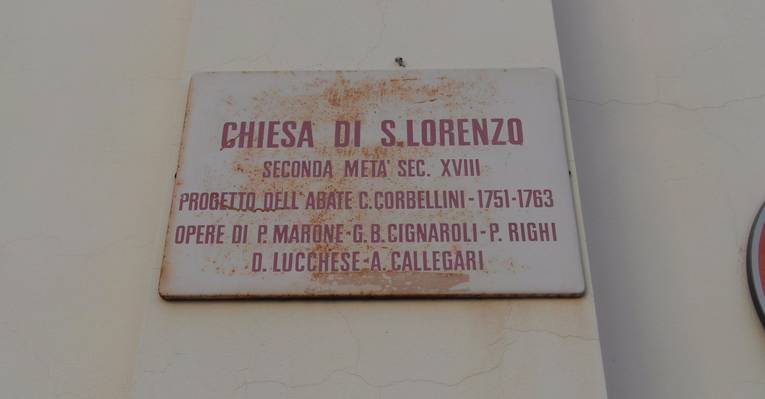 CHIESA DI S.LORENZO
SECONDA META' SEC. XVIII
PROGETTO DELL'ABATE C.CORBELLINI-1751-1763
OPERE DI P. MARONE-G.B.CIGNAROLI-P. RIGHI
D. LUCCHESE-A. CALLEGARI